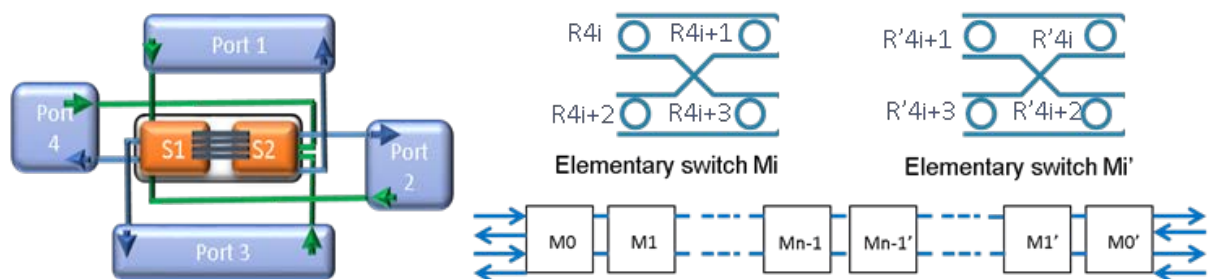 Port 1
Port
4
S1
S2
Port
2
Port 3
R4i
R4i+1
R4i+2
R4i+3
Elementary switch Mi
R'4i+1
R'4i
R'4i+3
R'4i+2
Elementary switch Mi'
M0
M1
Mn-1
Mn-1'
M1'
M0'